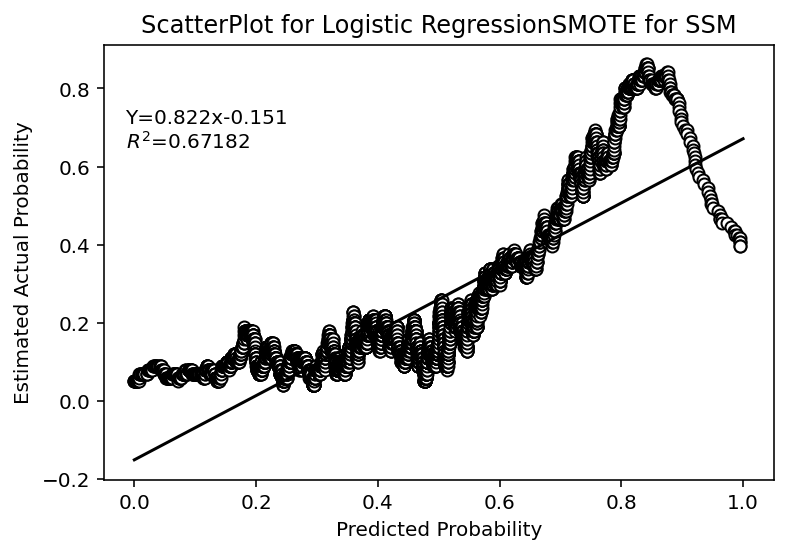 ScatterPlot for Logistic RegressionSMOTE for SSM
Y=0.822x-0.151
R²=0.67182
Estimated Actual Probability
0.8
0.6
0.4
0.2
0.0
−0.2
0.0 0.2 0.4 0.6 0.8 1.0
Predicted Probability